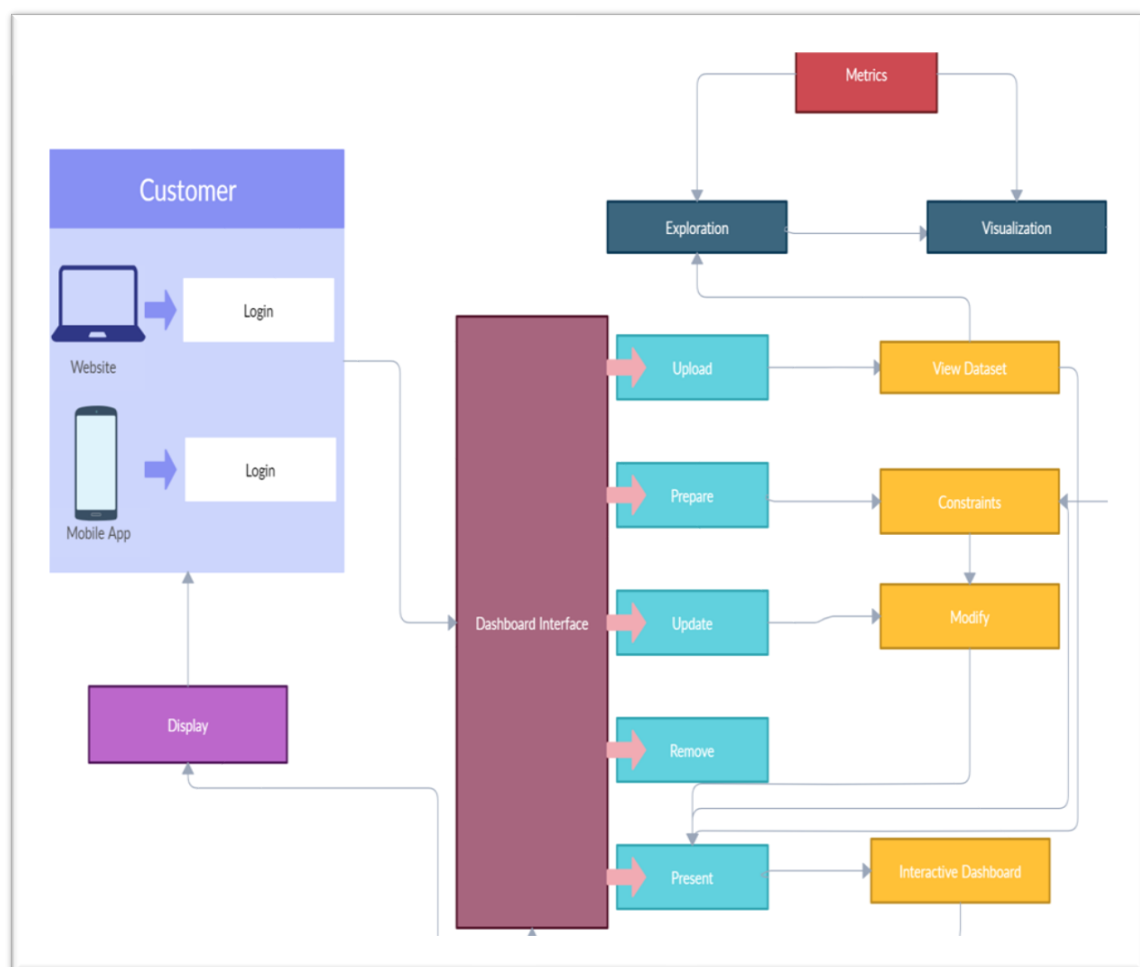 Metrics
Customer
Exploration
Visualization
Login
Website
Upload
View Dataset
Login
Prepare
Constraints
Mobile App
Dashboard Interface
Update
Modify
Display
Remove
Present
Interactive Dashboard